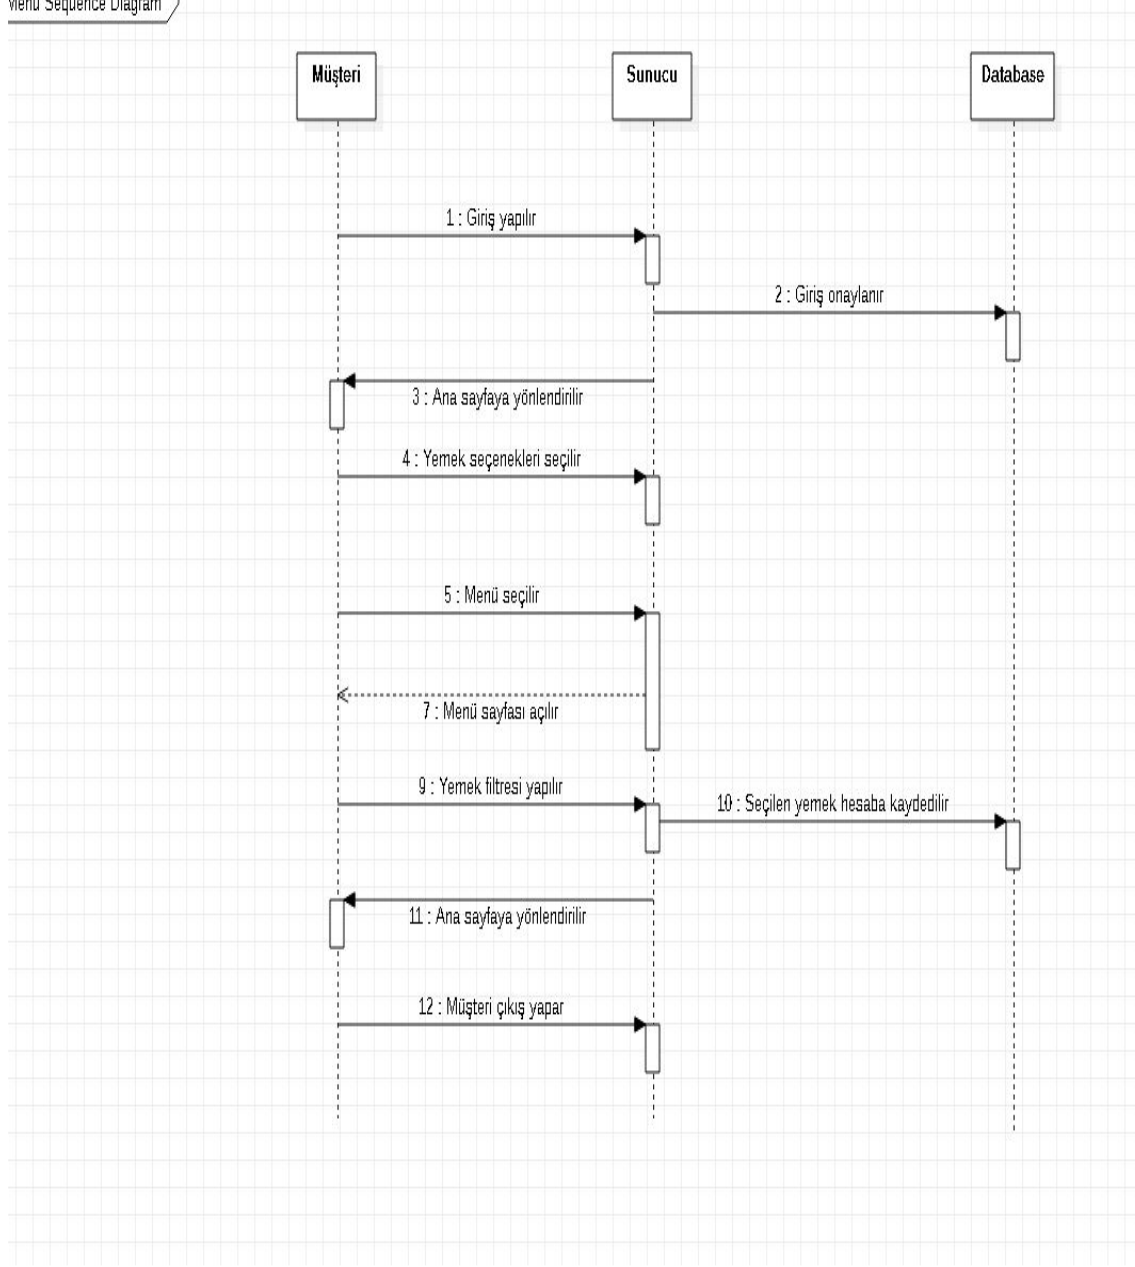 Menu Sequence Diagram
Müşteri
Sunucu
Database
1 : Giriş yapılır
2 : Giriş onaylanır
3 : Ana sayfaya yönlendirilir
4 : Yemek seçenekleri seçilir
5 : Menü seçilir
7 : Menü sayfası açılır
9 : Yemek filtresi yapılır
10 : Seçilen yemek hesaba kaydedilir
11 : Ana sayfaya yönlendirilir
12 : Müşteri çıkış yapar